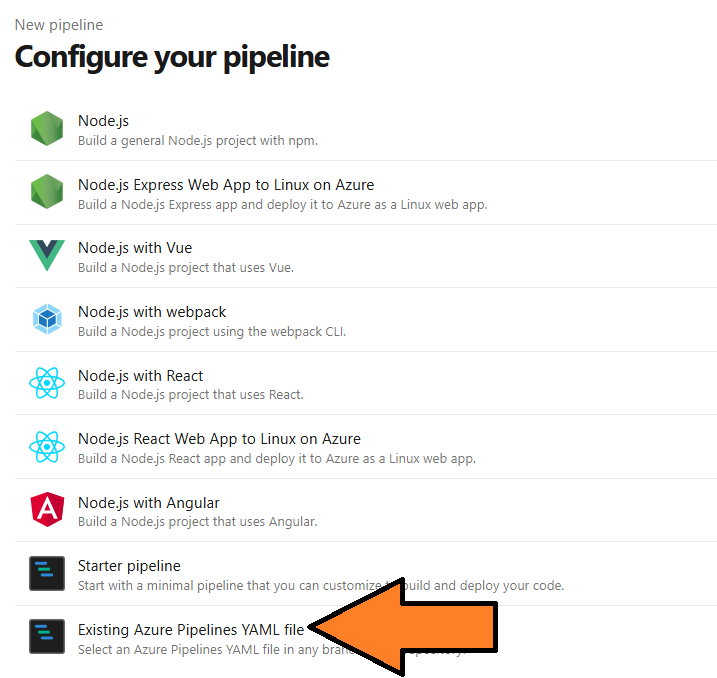 New pipeline
Configure your pipeline
Node.js
Build a general Node.js project with npm.
Node.js Express Web App to Linux on Azure
Build a Node.js Express app and deploy it to Azure as a Linux web app.
Node.js with Vue
Build a Node.js project that uses Vue.
Node.js with webpack
Build a Node.js project using the webpack CLI.
Node.js with React
Build a Node.js project that uses React.
Node.js React Web App to Linux on Azure
Build a Node.js React app and deploy it to Azure as a Linux web app.
Node.js with Angular
Build a Node.js project that uses Angular.
Starter pipeline
Start with a minimal pipeline that you can customize to build and deploy your code.
Existing Azure Pipelines YAML file
Select an Azure Pipelines YAML file in any